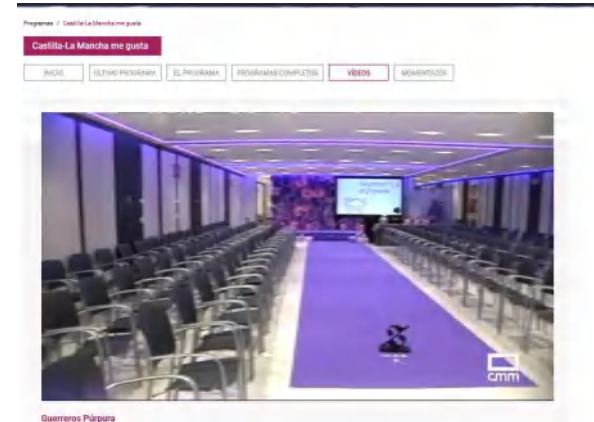 Programas / Castilla-La Mancha me gusta
Castilla-La Mancha me gusta
INICIO ÚLTIMO PROGRAMA EL PROGRAMA PROGRAMAS COMPLETOS VÍDEOS MOMENTAZOS
cmm
Guerreros Púrpura